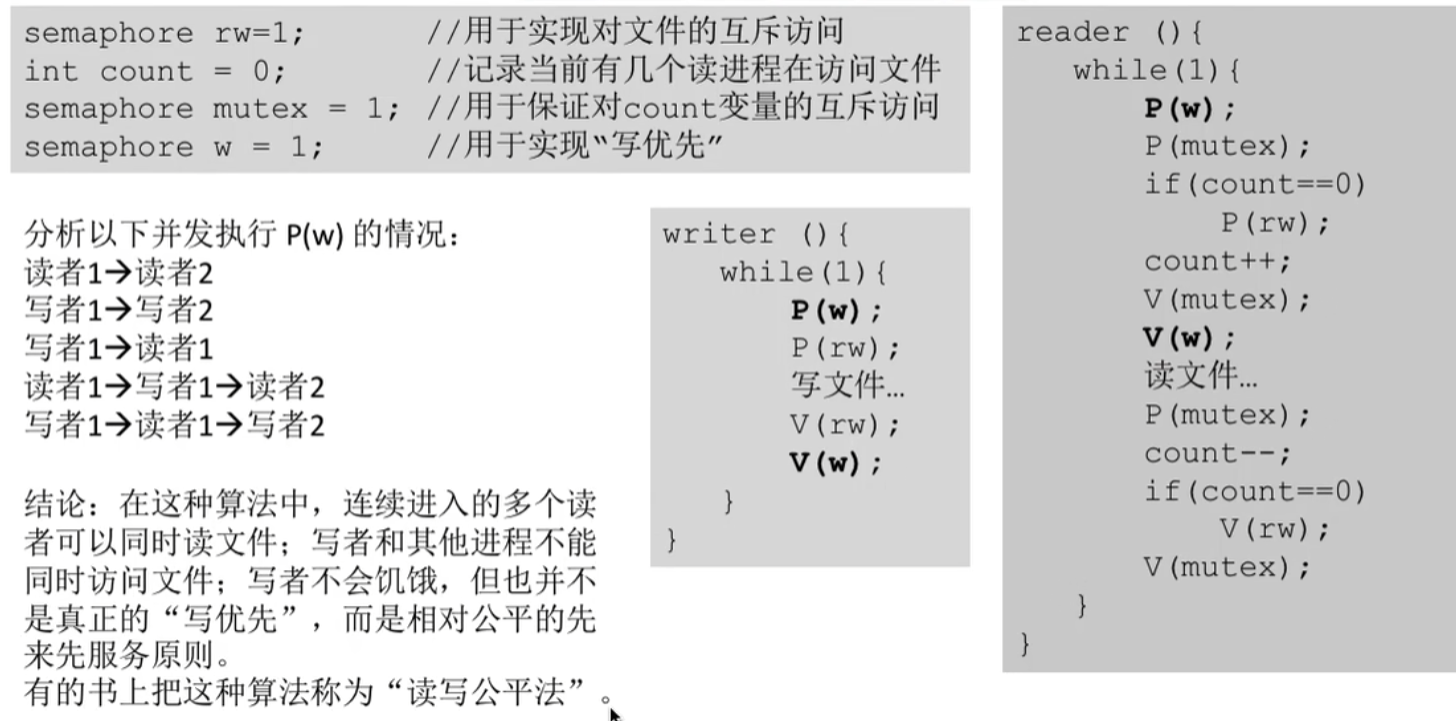 semaphore rw=1; //用于实现对文件的互斥访问
int count = 0; //记录当前有几个读进程在访问文件
semaphore mutex = 1; //用于保证对count变量的互斥访问
semaphore w = 1; //用于实现“写优先”
分析以下并发执行 P(w) 的情况：
读者1→读者2
写者1→写者2
写者1→读者1
读者1→写者1→读者2
写者1→读者1→写者2
结论：在这种算法中，连续进入的多个读
者可以同时读文件；写者和其他进程不能
同时访问文件；写者不会饥饿，但也并不
是真正的“写优先”，而是相对公平的先
来先服务原则。
有的书上把这种算法称为“读写公平法”。
writer (){
while(1){
P(w);
P(rw);
写文件…
V(rw);
V(w);
}
}
reader (){
while(1){
P(w);
P(mutex);
if(count==0)
P(rw);
count++;
V(mutex);
V(w);
读文件…
P(mutex);
count--;
if(count==0)
V(rw);
V(mutex);
}
}